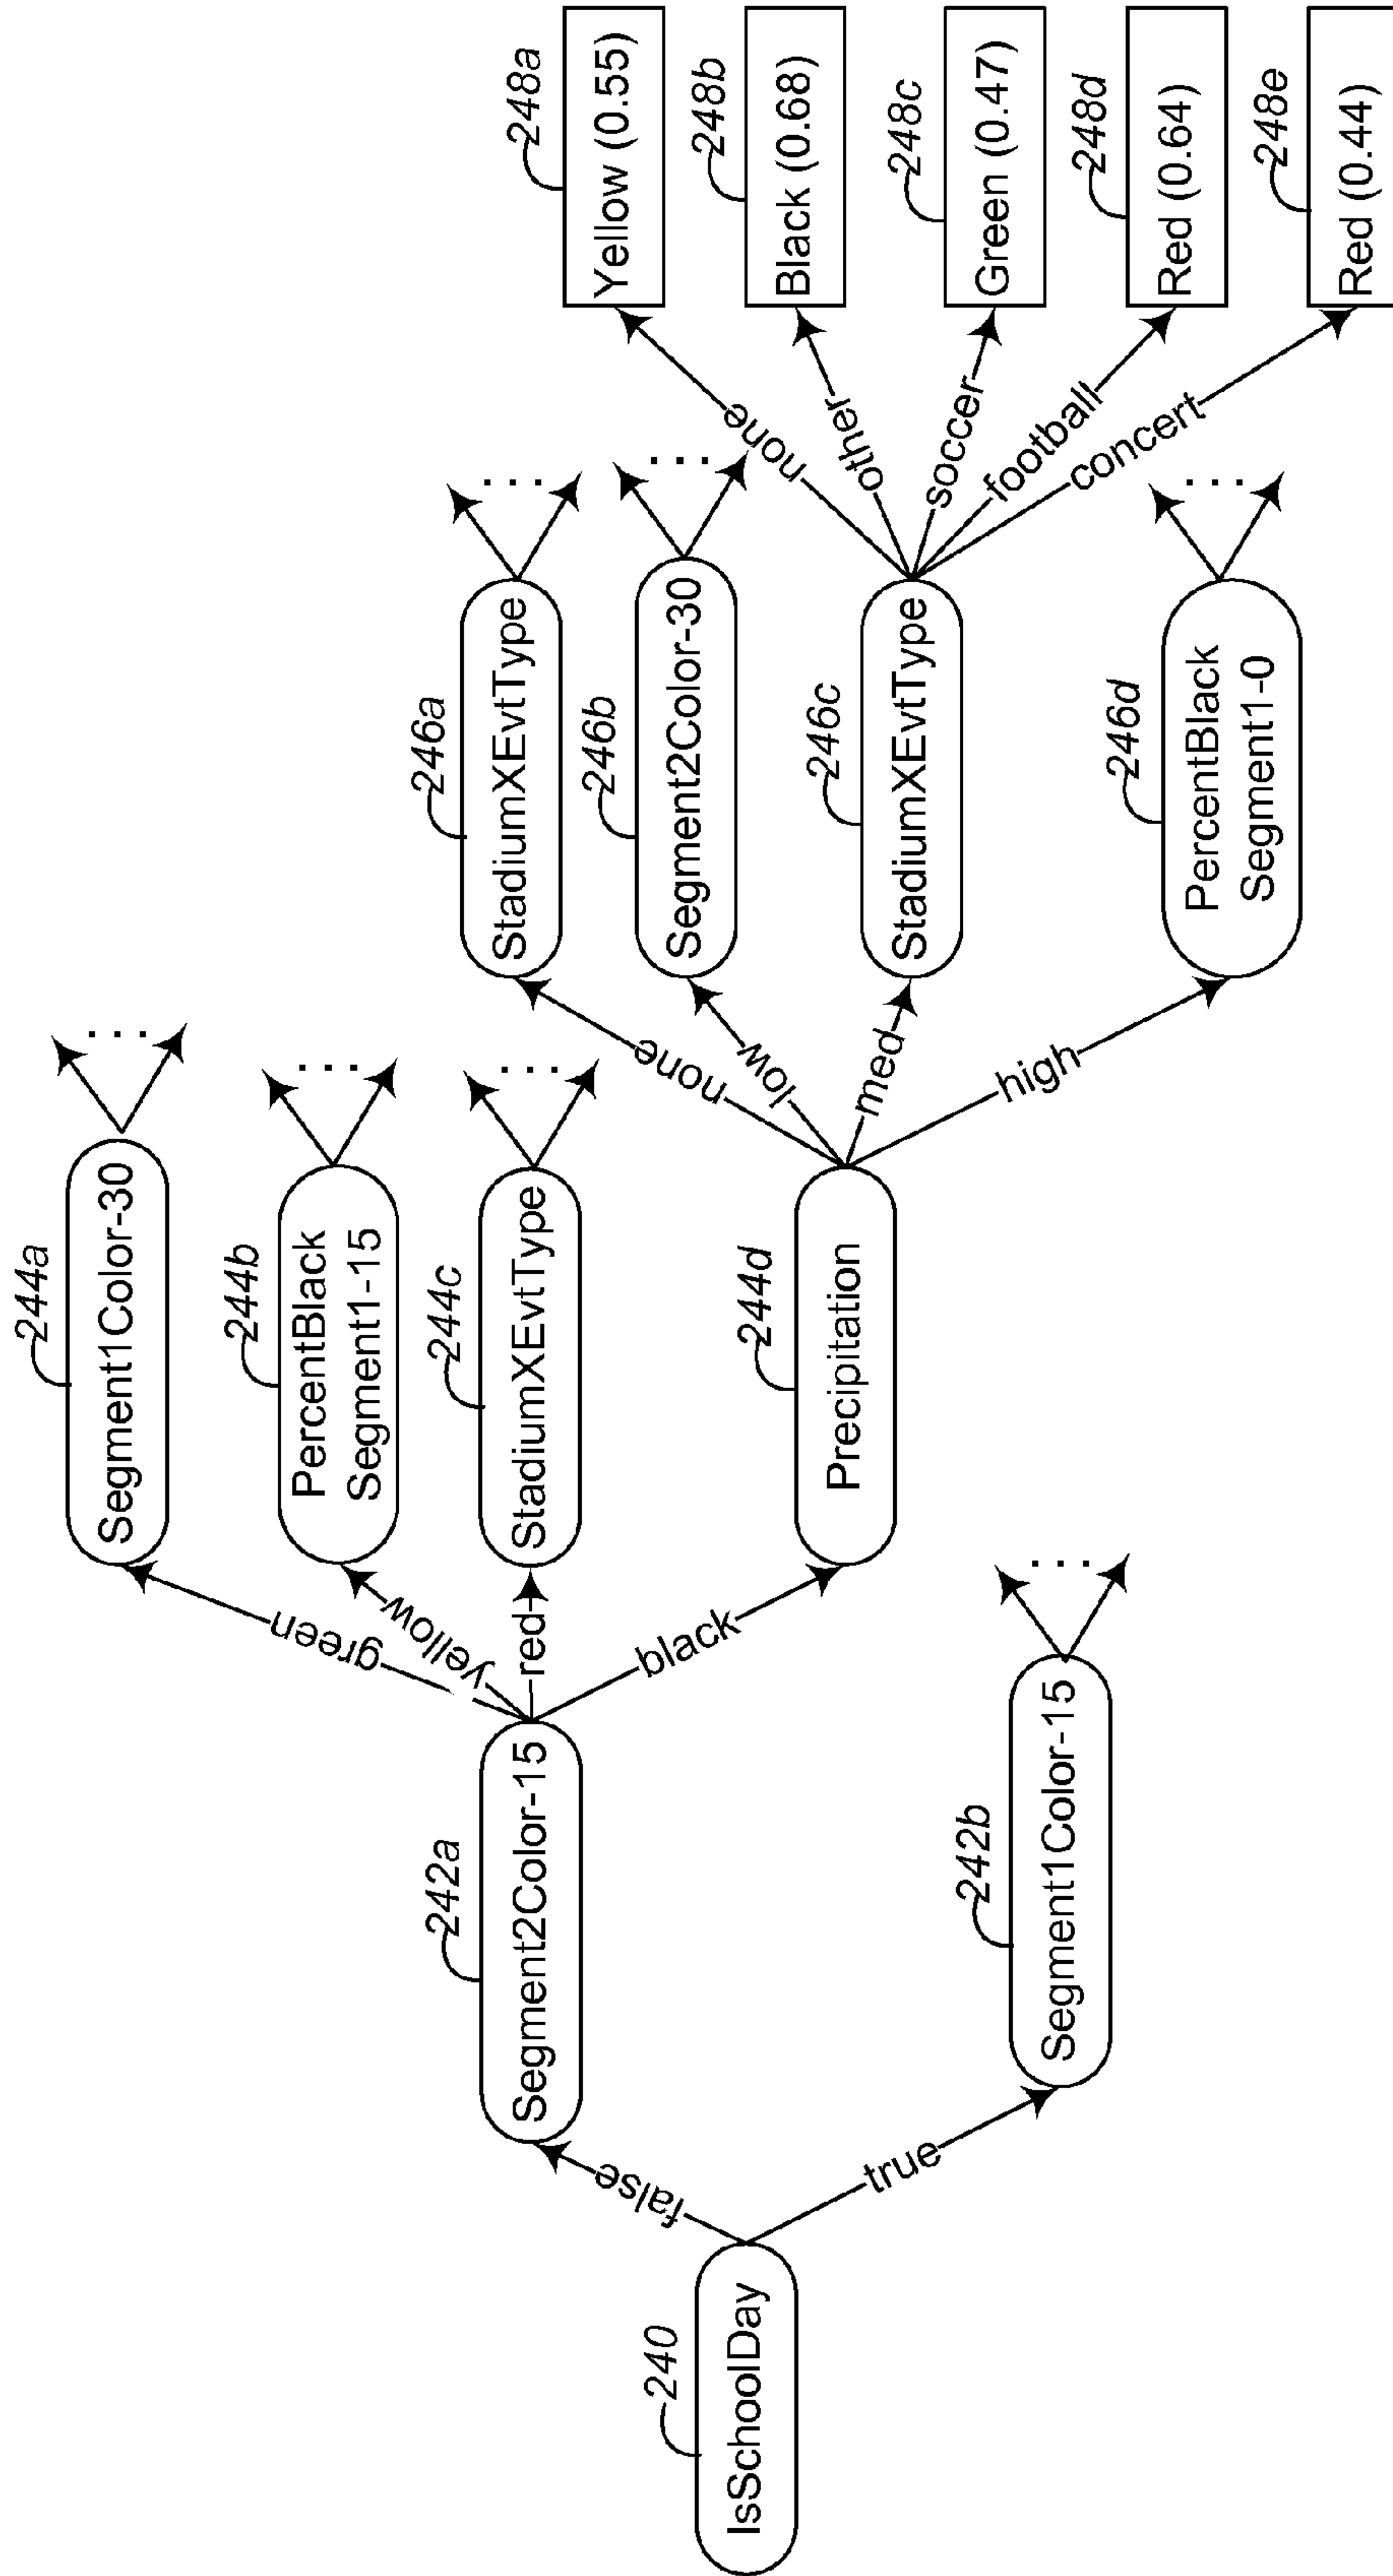 240
IsSchoolDay
false
true
242a
Segment2Color-15
242b
Segment1Color-15
green
yellow
red
black
244a
Segment1Color-30
...
244b
PercentBlack
Segment1-15
...
244c
StadiumXEvtType
...
244d
Precipitation
...
none
low
med
high
246a
StadiumXEvtType
...
246b
Segment2Color-30
...
246c
StadiumXEvtType
246d
PercentBlack
Segment1-0
...
none
other
soccer
football
concert
248a
Yellow (0.55)
248b
Black (0.68)
248c
Green (0.47)
248d
Red (0.64)
248e
Red (0.44)